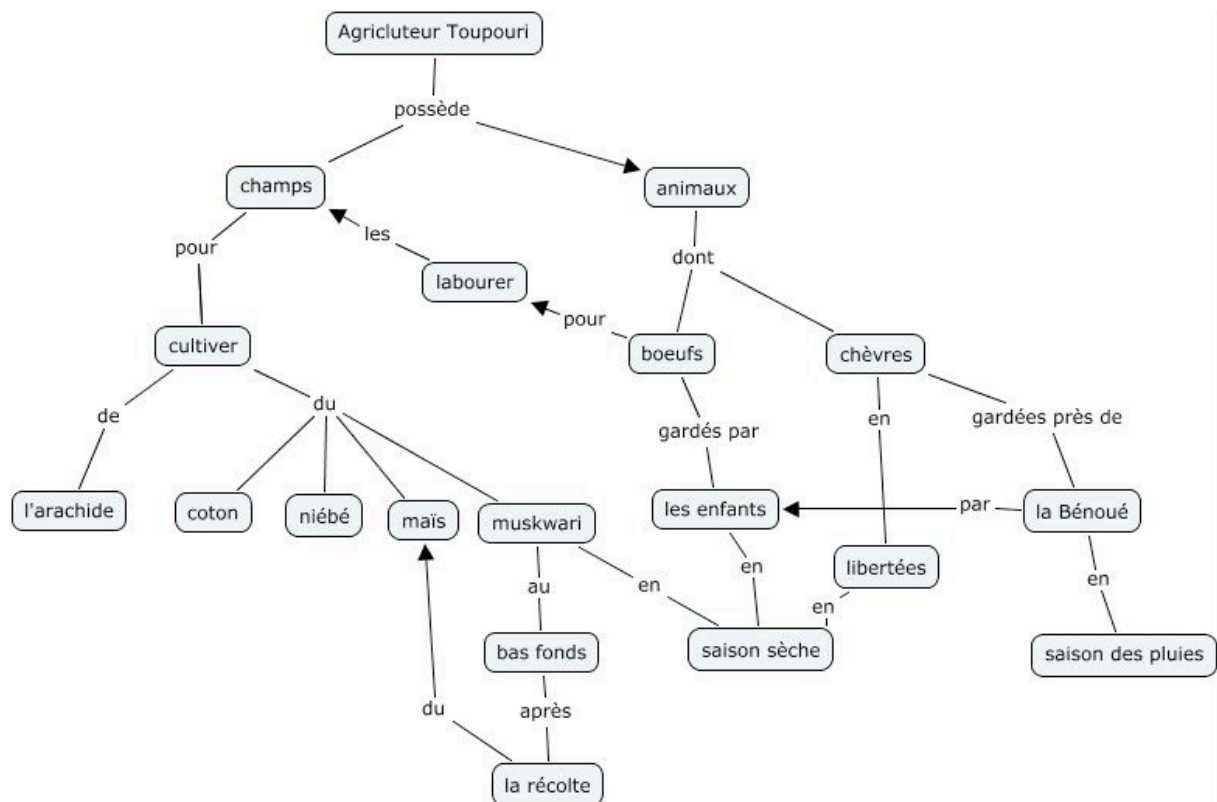 Agricluteur Toupouri
possède
champs
animaux
pour
les
dont
labourer
pour
cultiver
boeufs
chèvres
de
du
gardés par
en
gardées près de
l'arachide
coton
niébé
maïs
muskwari
les enfants
par
la Bénoué
au
en
en
libertées
en
en
bas fonds
saison sèche
saison des pluies
du
après
la récolte